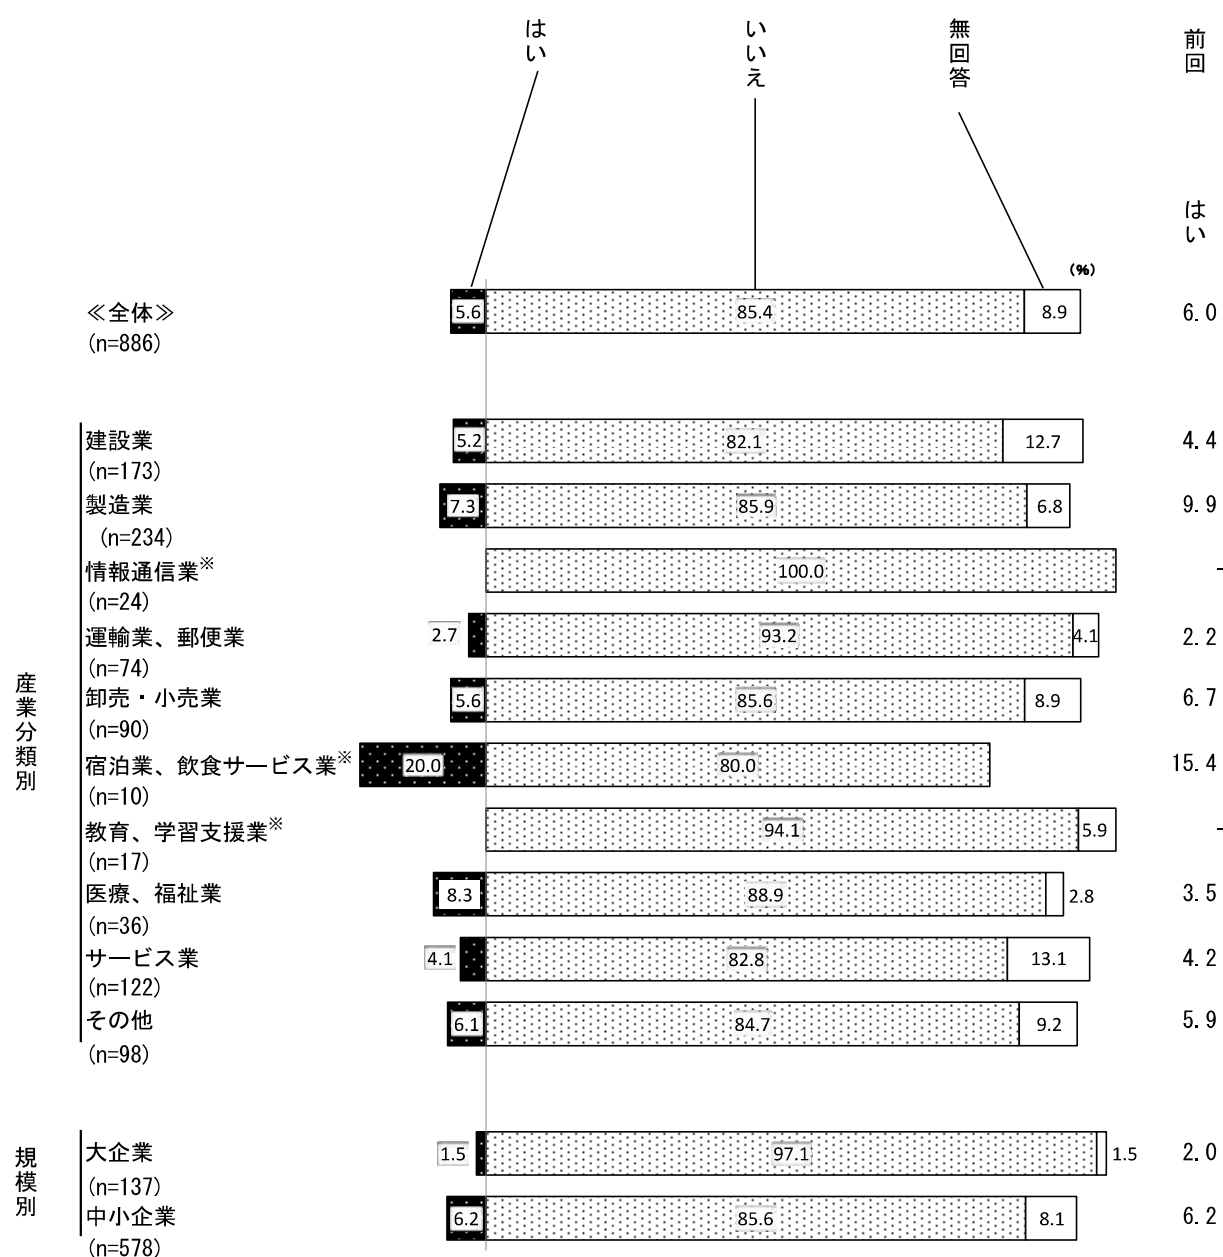 はい
いいえ
無回答
前回
はい
(%)
≪全体≫ 5.6 85.4 8.9 6.0
(n=886)
産業分類別
建設業 5.2 82.1 12.7 4.4
(n=173)
製造業 7.3 85.9 6.8 9.9
(n=234)
情報通信業※ 100.0 -
(n=24)
運輸業、郵便業 2.7 93.2 4.1 2.2
(n=74)
卸売・小売業 5.6 85.6 8.9 6.7
(n=90)
宿泊業、飲食サービス業※ 20.0 80.0 15.4
(n=10)
教育、学習支援業※ 94.1 5.9 -
(n=17)
医療、福祉業 8.3 88.9 2.8 3.5
(n=36)
サービス業 4.1 82.8 13.1 4.2
(n=122)
その他 6.1 84.7 9.2 5.9
(n=98)
規模別
大企業 1.5 97.1 1.5 2.0
(n=137)
中小企業 6.2 85.6 8.1 6.2
(n=578)